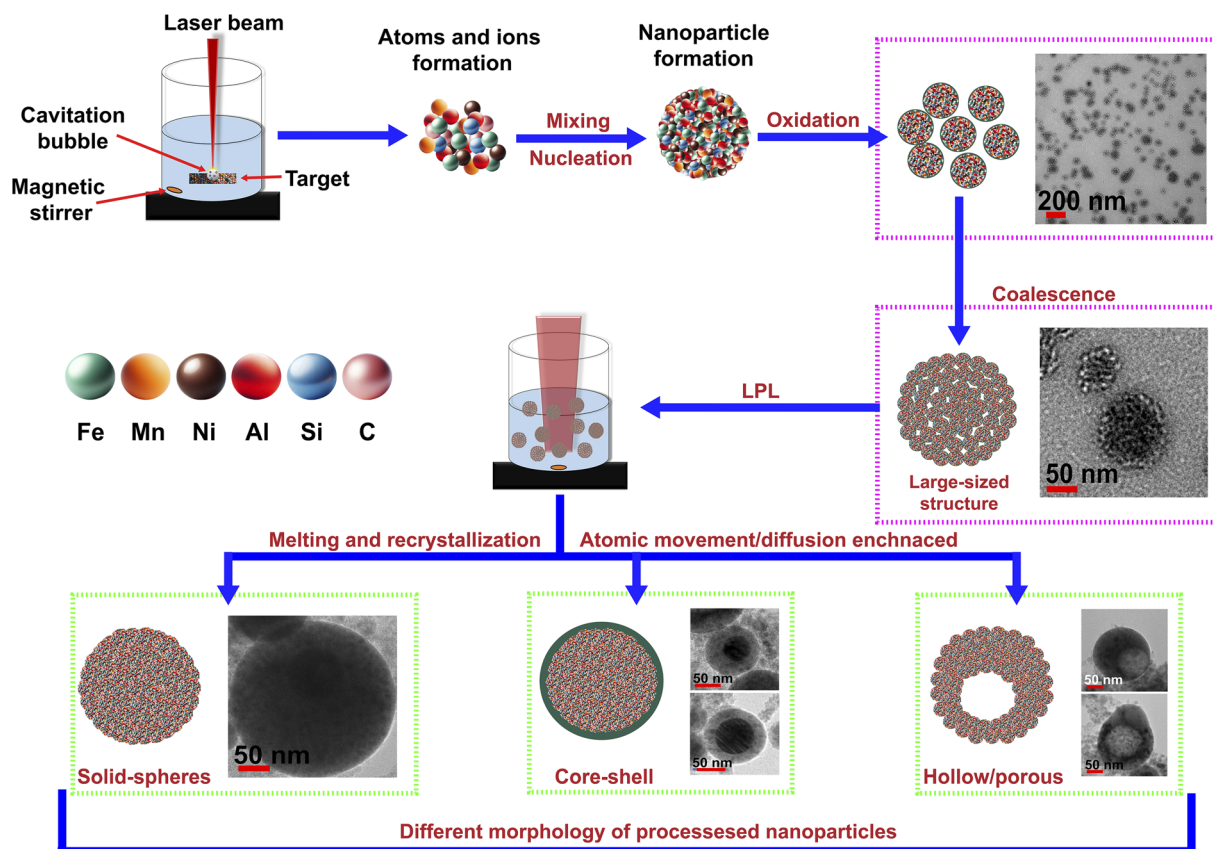 Laser beam
Cavitation
bubble
Magnetic
stirrer
Target
Atoms and ions
formation
Mixing
Nucleation
Nanoparticle
formation
Oxidation
200 nm
Coalescence
Large-sized
structure
50 nm
LPL
Fe Mn Ni Al Si C
Melting and recrystallization
Atomic movement/diffusion enchnaced
Solid-spheres
50 nm
Core-shell
50 nm
50 nm
Hollow/porous
50 nm
50 nm
Different morphology of processesed nanoparticles